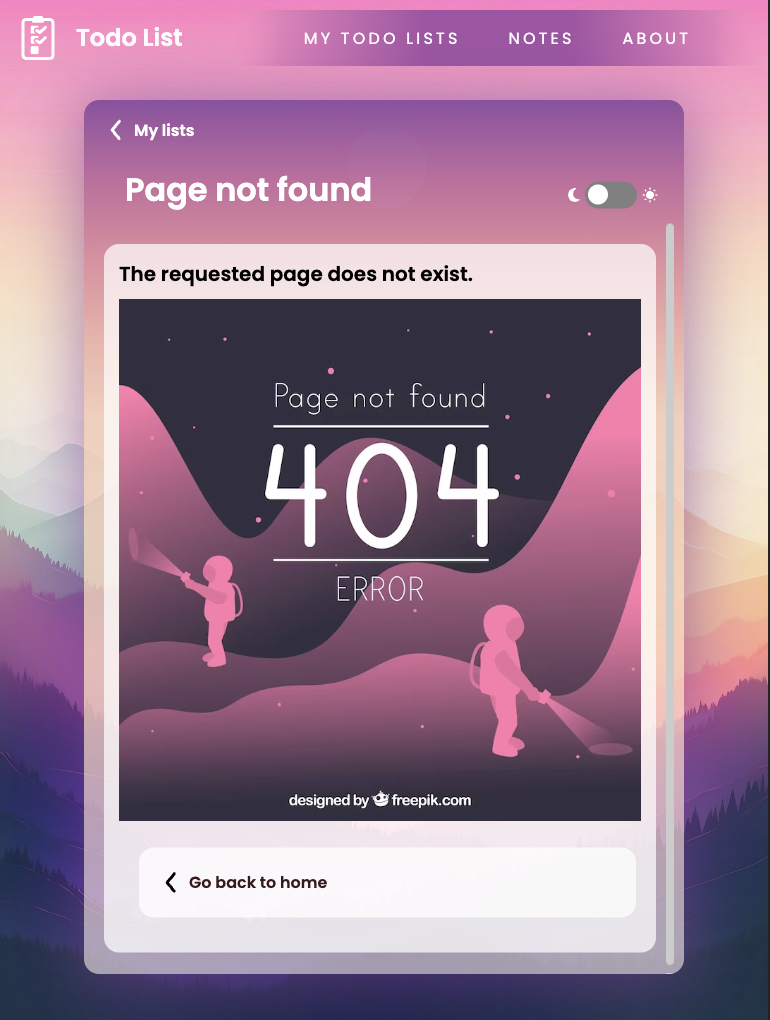 Todo List
MY TODO LISTS NOTES ABOUT
My lists
Page not found
The requested page does not exist.
Page not found
404
ERROR
designed by freepik.com
Go back to home